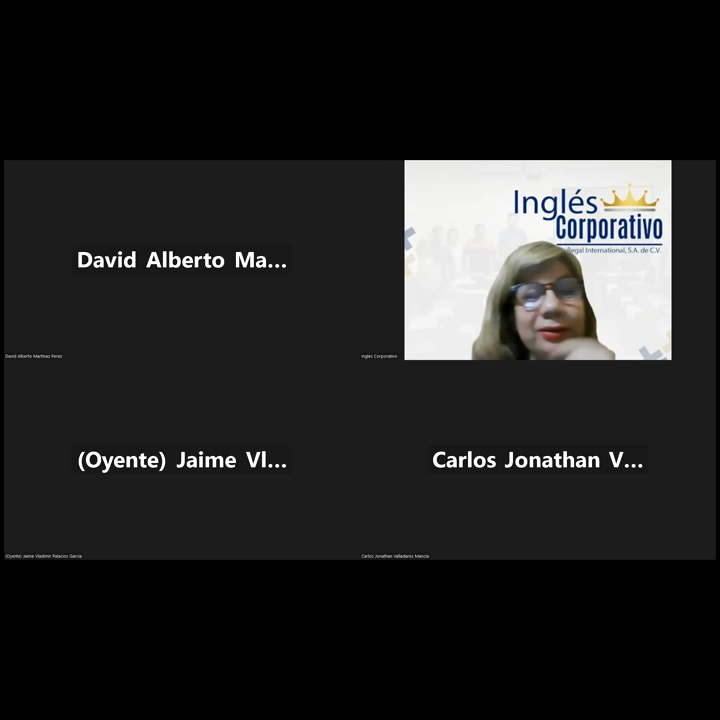 David Alberto Ma...
David Alberto Martinez Perez
Inglés
Corporativo
Regal International, S.A. de C.V.
Ingles Corporativo
(Oyente) Jaime Vl...
(Oyente) Jaime Vladimir Palacios Garcia
Carlos Jonathan V...
Carlos Jonathan Valladares Mancia